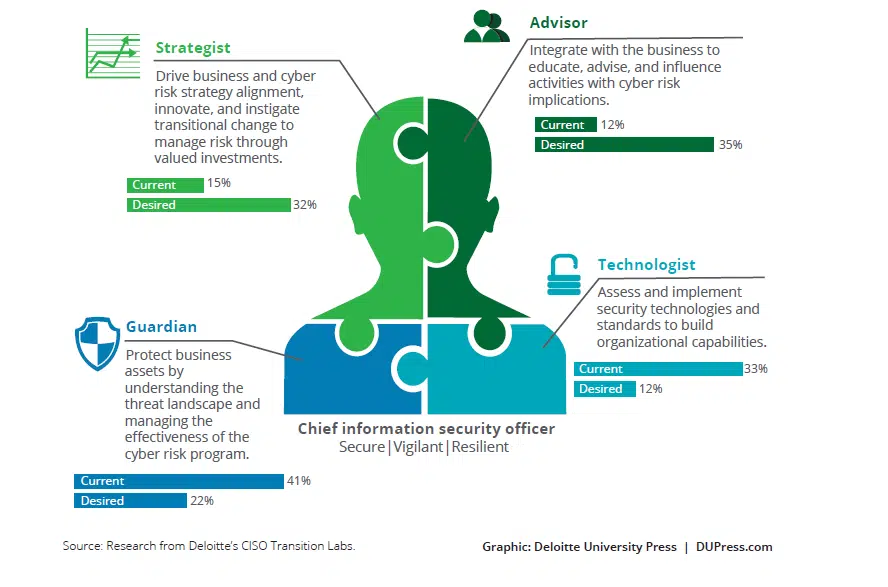 Strategist
Drive business and cyber
risk strategy alignment,
innovate, and instigate
transitional change to
manage risk through
valued investments.
Current 15%
Desired 32%
Advisor
Integrate with the business to
educate, advise, and influence
activities with cyber risk
implications.
Current 12%
Desired 35%
Guardian
Protect business
assets by
understanding the
threat landscape and
managing the
effectiveness of the
cyber risk program.
Current 41%
Desired 22%
Technologist
Assess and implement
security technologies and
standards to build
organizational capabilities.
Current 33%
Desired 12%
Chief information security officer
Secure|Vigilant|Resilient
Source: Research from Deloitte's CISO Transition Labs.
Graphic: Deloitte University Press | DUPress.com